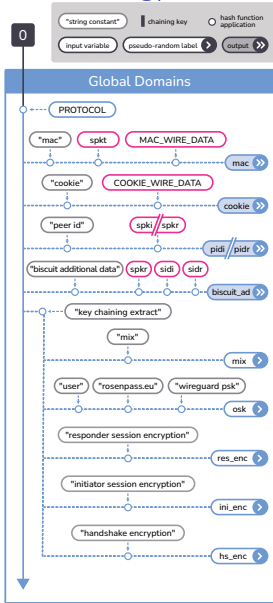 "string constant"
chaining key
hash function
application
0
input variable
pseudo-random label
output
Global Domains
PROTOCOL
"mac" spkt MAC_WIRE_DATA
mac
"cookie" COOKIE_WIRE_DATA
cookie
"peer id" spki spkr
pidi pidr
"biscuit additional data" spkr sidi sidr
biscuit_ad
"key chaining extract"
"mix"
mix
"user" "rosenpass.eu" "wireguard psk"
osk
"responder session encryption"
res_enc
"initiator session encryption"
ini_enc
"handshake encryption"
hs_enc